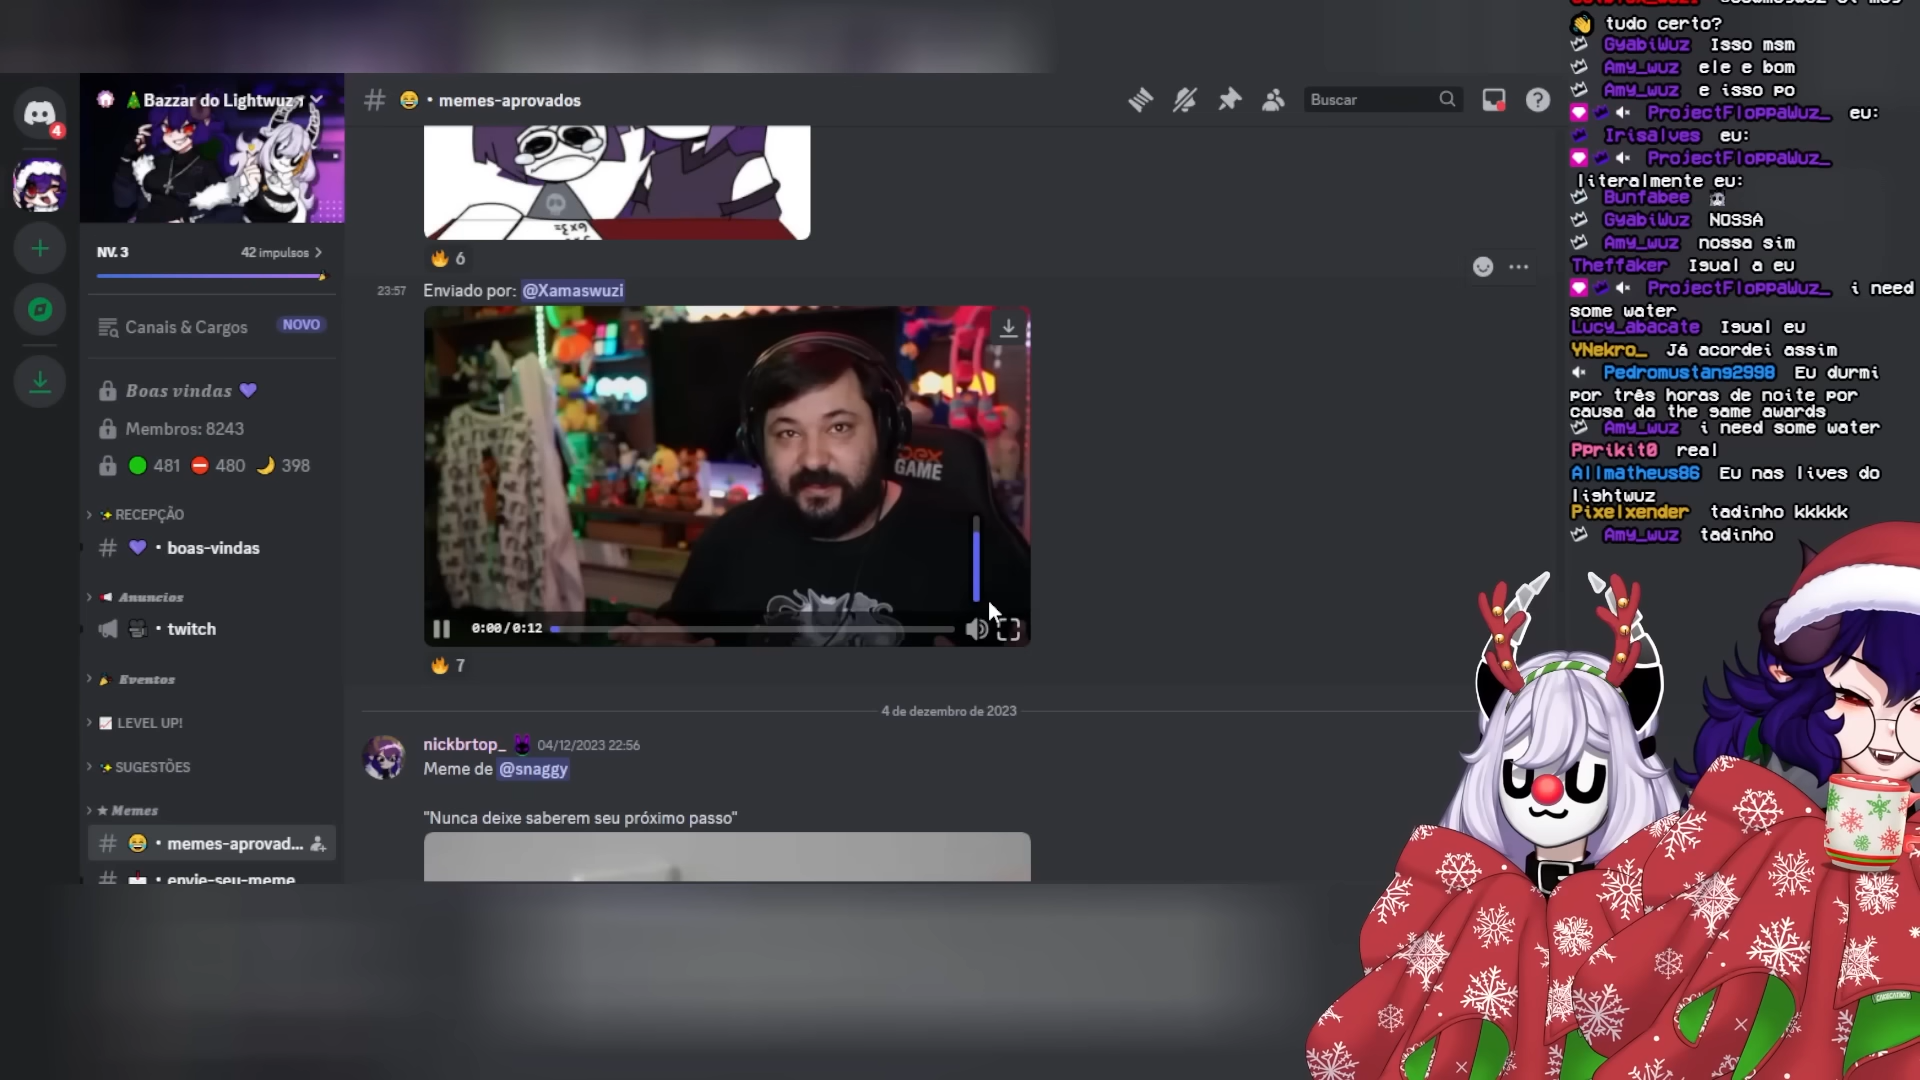 4
Bazzar do Lightwuz
NV. 3
42 impulsos
Canais & Cargos
NOVO
Boas vindas
Membros: 8243
481
480
398
RECEPÇÃO
# • boas-vindas
Anuncios
• twitch
Eventos
LEVEL UP!
SUGESTÕES
Memes
# • memes-aprovad...
# • envie-seu-meme
# • memes-aprovados
Buscar
6
23:57
Enviado por: @Xamaswuzi
GAME
0:00/0:12
7
4 de dezembro de 2023
nickbrtop_ 04/12/2023 22:56
Meme de @snaggy
"Nunca deixe saberem seu próximo passo"
tudo certo?
GyabiWuz Isso msm
Amy_wuz ele e bom
Amy_wuz e isso po
ProjectFloppaWuz_ eu:
Irisalves eu:
ProjectFloppaWuz_
literalmente eu:
Bunfabee
GyabiWuz NOSSA
Amy_wuz nossa sim
Theffaker Igual a eu
ProjectFloppaWuz_ i need
some water
Lucy_abacate Igual eu
YNekro_ Já acordei assim
Pedromustang2998 Eu durmi
por três horas de noite por
causa da the game awards
Amy_wuz i need some water
Pprikit0 real
Allmatheus86 Eu nas lives do
lightwuz
Pixelxender tadinho kkkkk
Amy_wuz tadinho